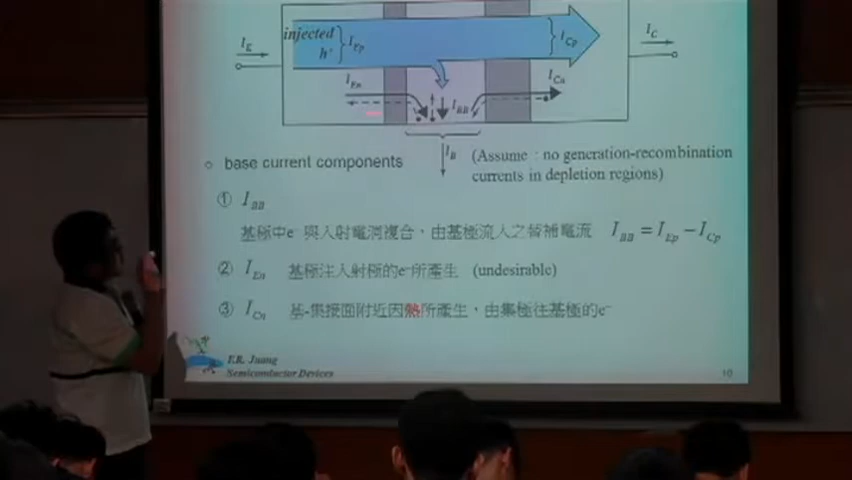 I_E
injected
h⁺
I_Ep
I_Cp
I_C
I_En
I_BB
I_Cn
I_B (Assume : no generation-recombination
currents in depletion regions)
base current components
① I_BB
基極中e⁻ 與入射電洞複合，由基極流入之替補電流 I_BB = I_Ep − I_Cp
② I_En 基極注入射極的e⁻所產生 (undesirable)
③ I_Cn 基-集接面附近因熱所產生，由集極往基極的e⁻
F.R. Juang
Semiconductor Devices
10